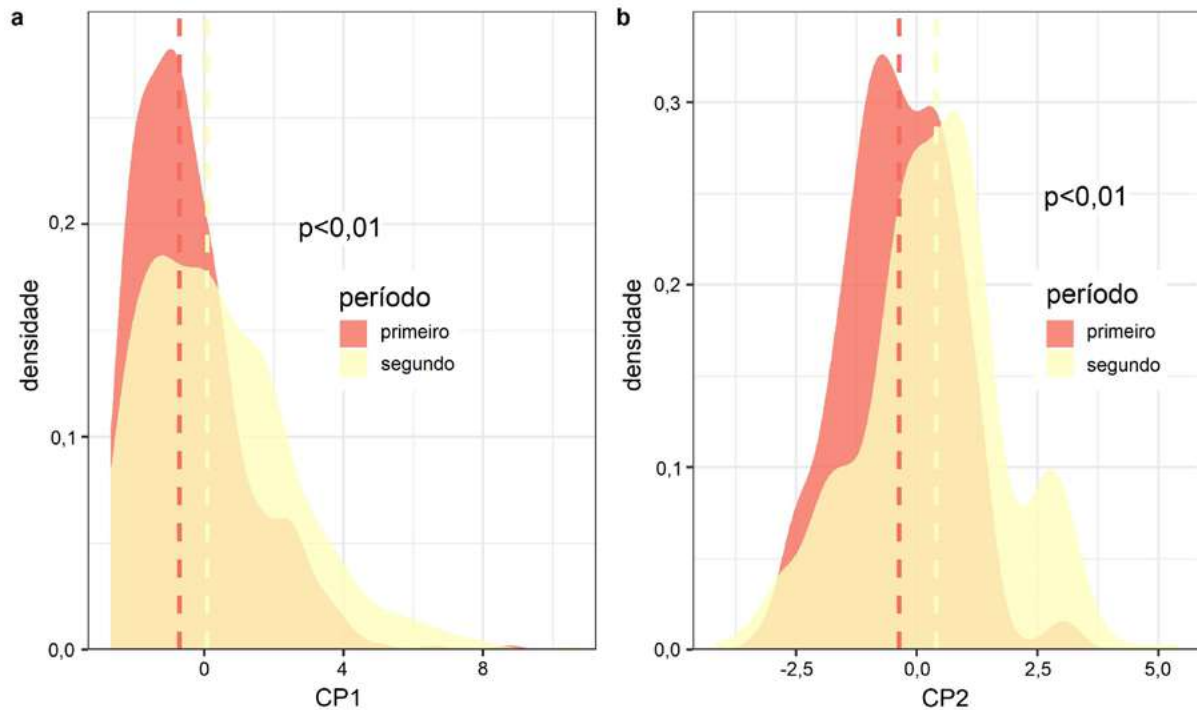 a
densidade
0,2
0,1
0,0
p<0,01
período
primeiro
segundo
0
4
8
CP1
b
densidade
0,3
0,2
0,1
0,0
p<0,01
período
primeiro
segundo
-2,5
0,0
2,5
5,0
CP2